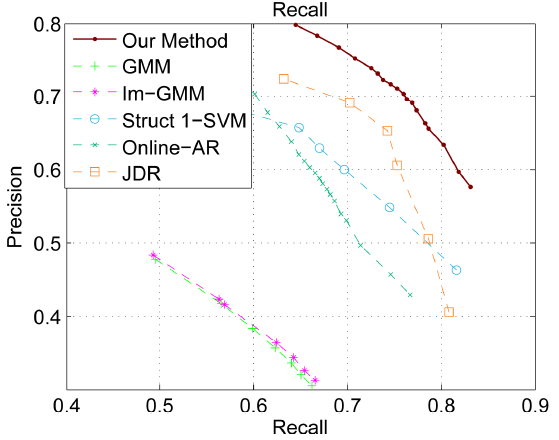 Recall
0.8
0.7
0.6
0.5
0.4
Precision
Our Method
GMM
Im-GMM
Struct 1-SVM
Online-AR
JDR
0.4 0.5 0.6 0.7 0.8 0.9
Recall